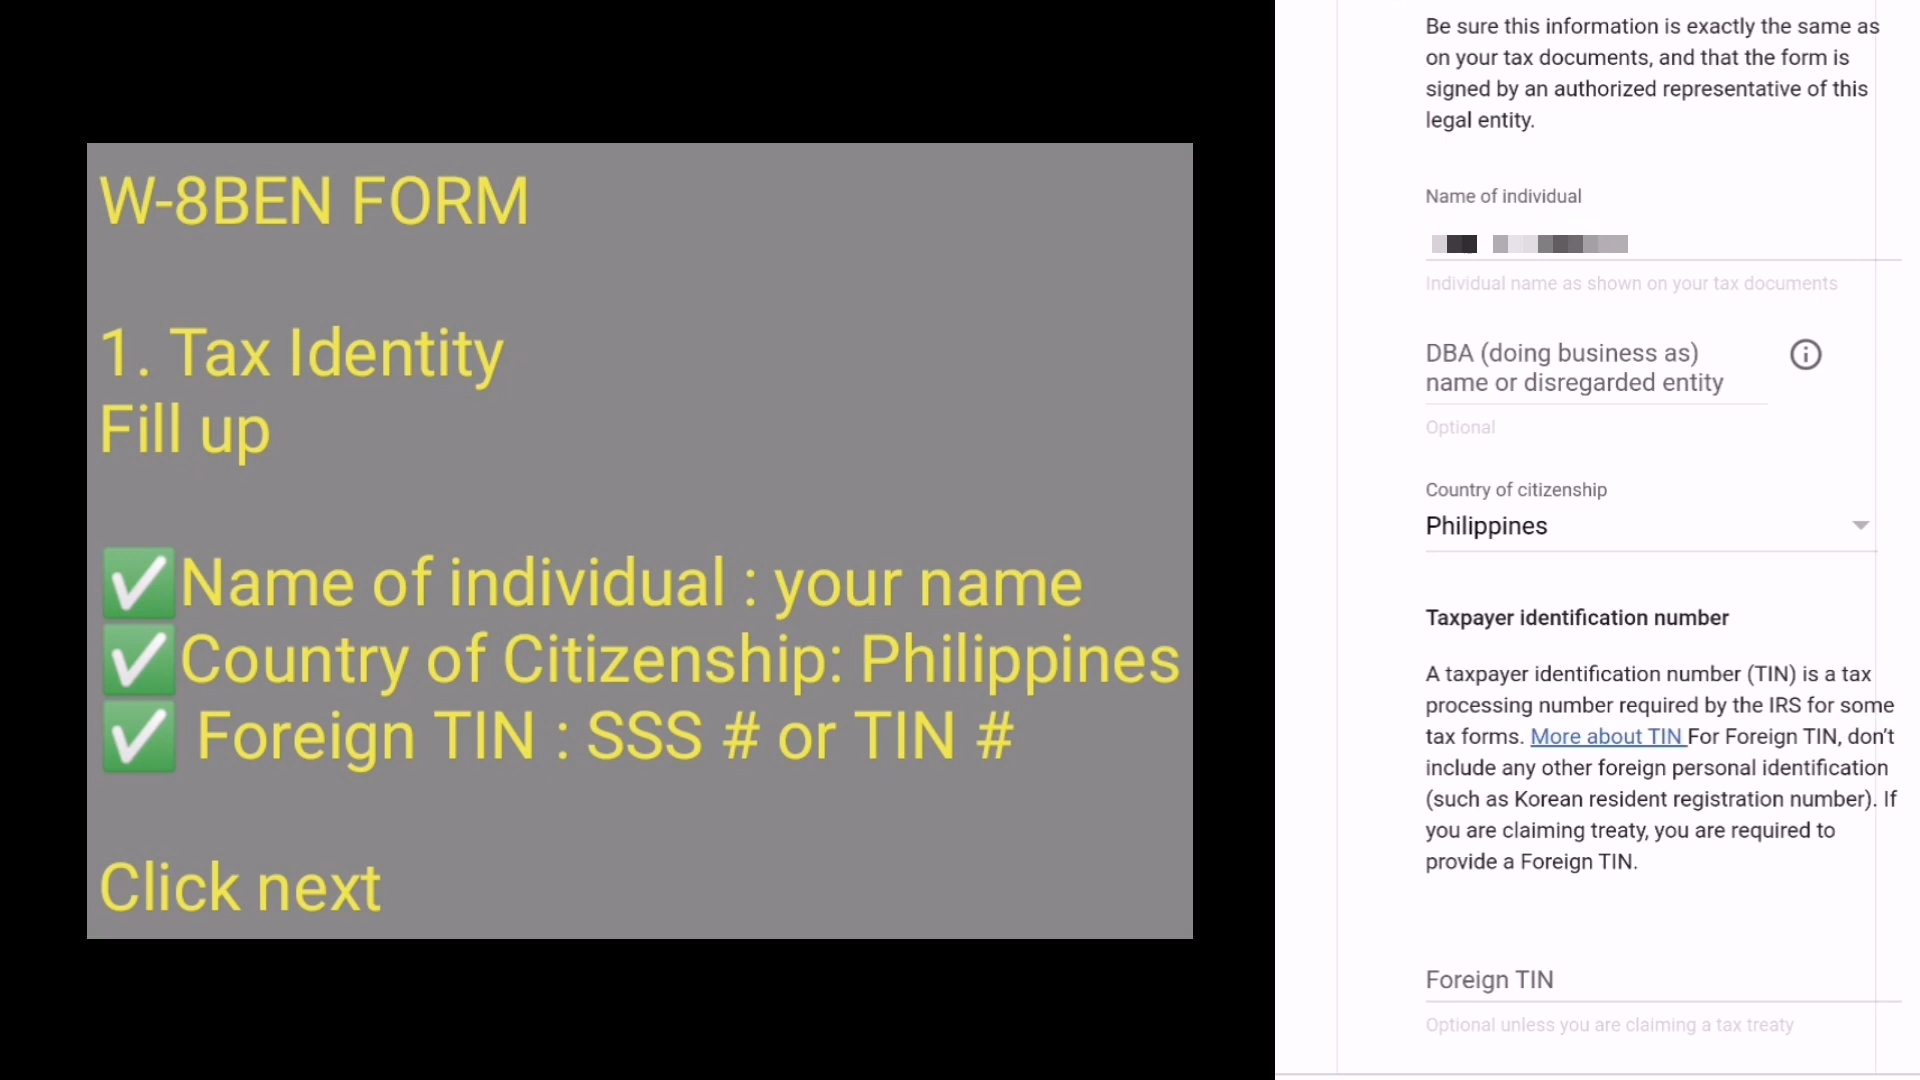 W-8BEN FORM
1. Tax Identity
Fill up
✅Name of individual : your name
✅Country of Citizenship: Philippines
✅ Foreign TIN : SSS # or TIN #
Click next
Be sure this information is exactly the same as
on your tax documents, and that the form is
signed by an authorized representative of this
legal entity.
Name of individual
Individual name as shown on your tax documents
DBA (doing business as)
name or disregarded entity
Optional
Country of citizenship
Philippines
Taxpayer identification number
A taxpayer identification number (TIN) is a tax
processing number required by the IRS for some
tax forms. More about TIN For Foreign TIN, don't
include any other foreign personal identification
(such as Korean resident registration number). If
you are claiming treaty, you are required to
provide a Foreign TIN.
Foreign TIN
Optional unless you are claiming a tax treaty